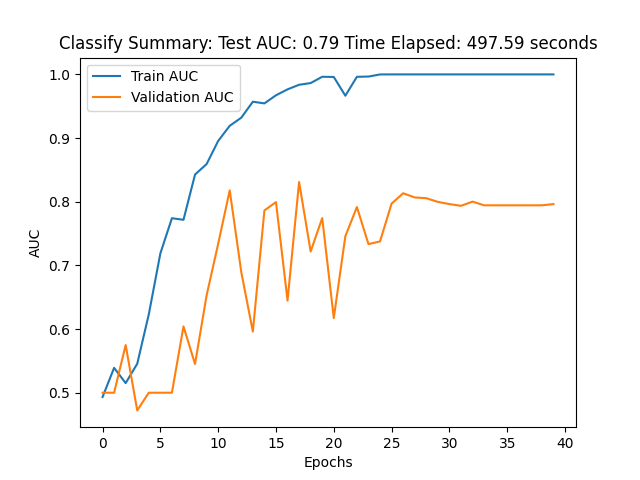 Classify Summary: Test AUC: 0.79 Time Elapsed: 497.59 seconds
Train AUC
Validation AUC
AUC
1.0
0.9
0.8
0.7
0.6
0.5
0 5 10 15 20 25 30 35 40
Epochs